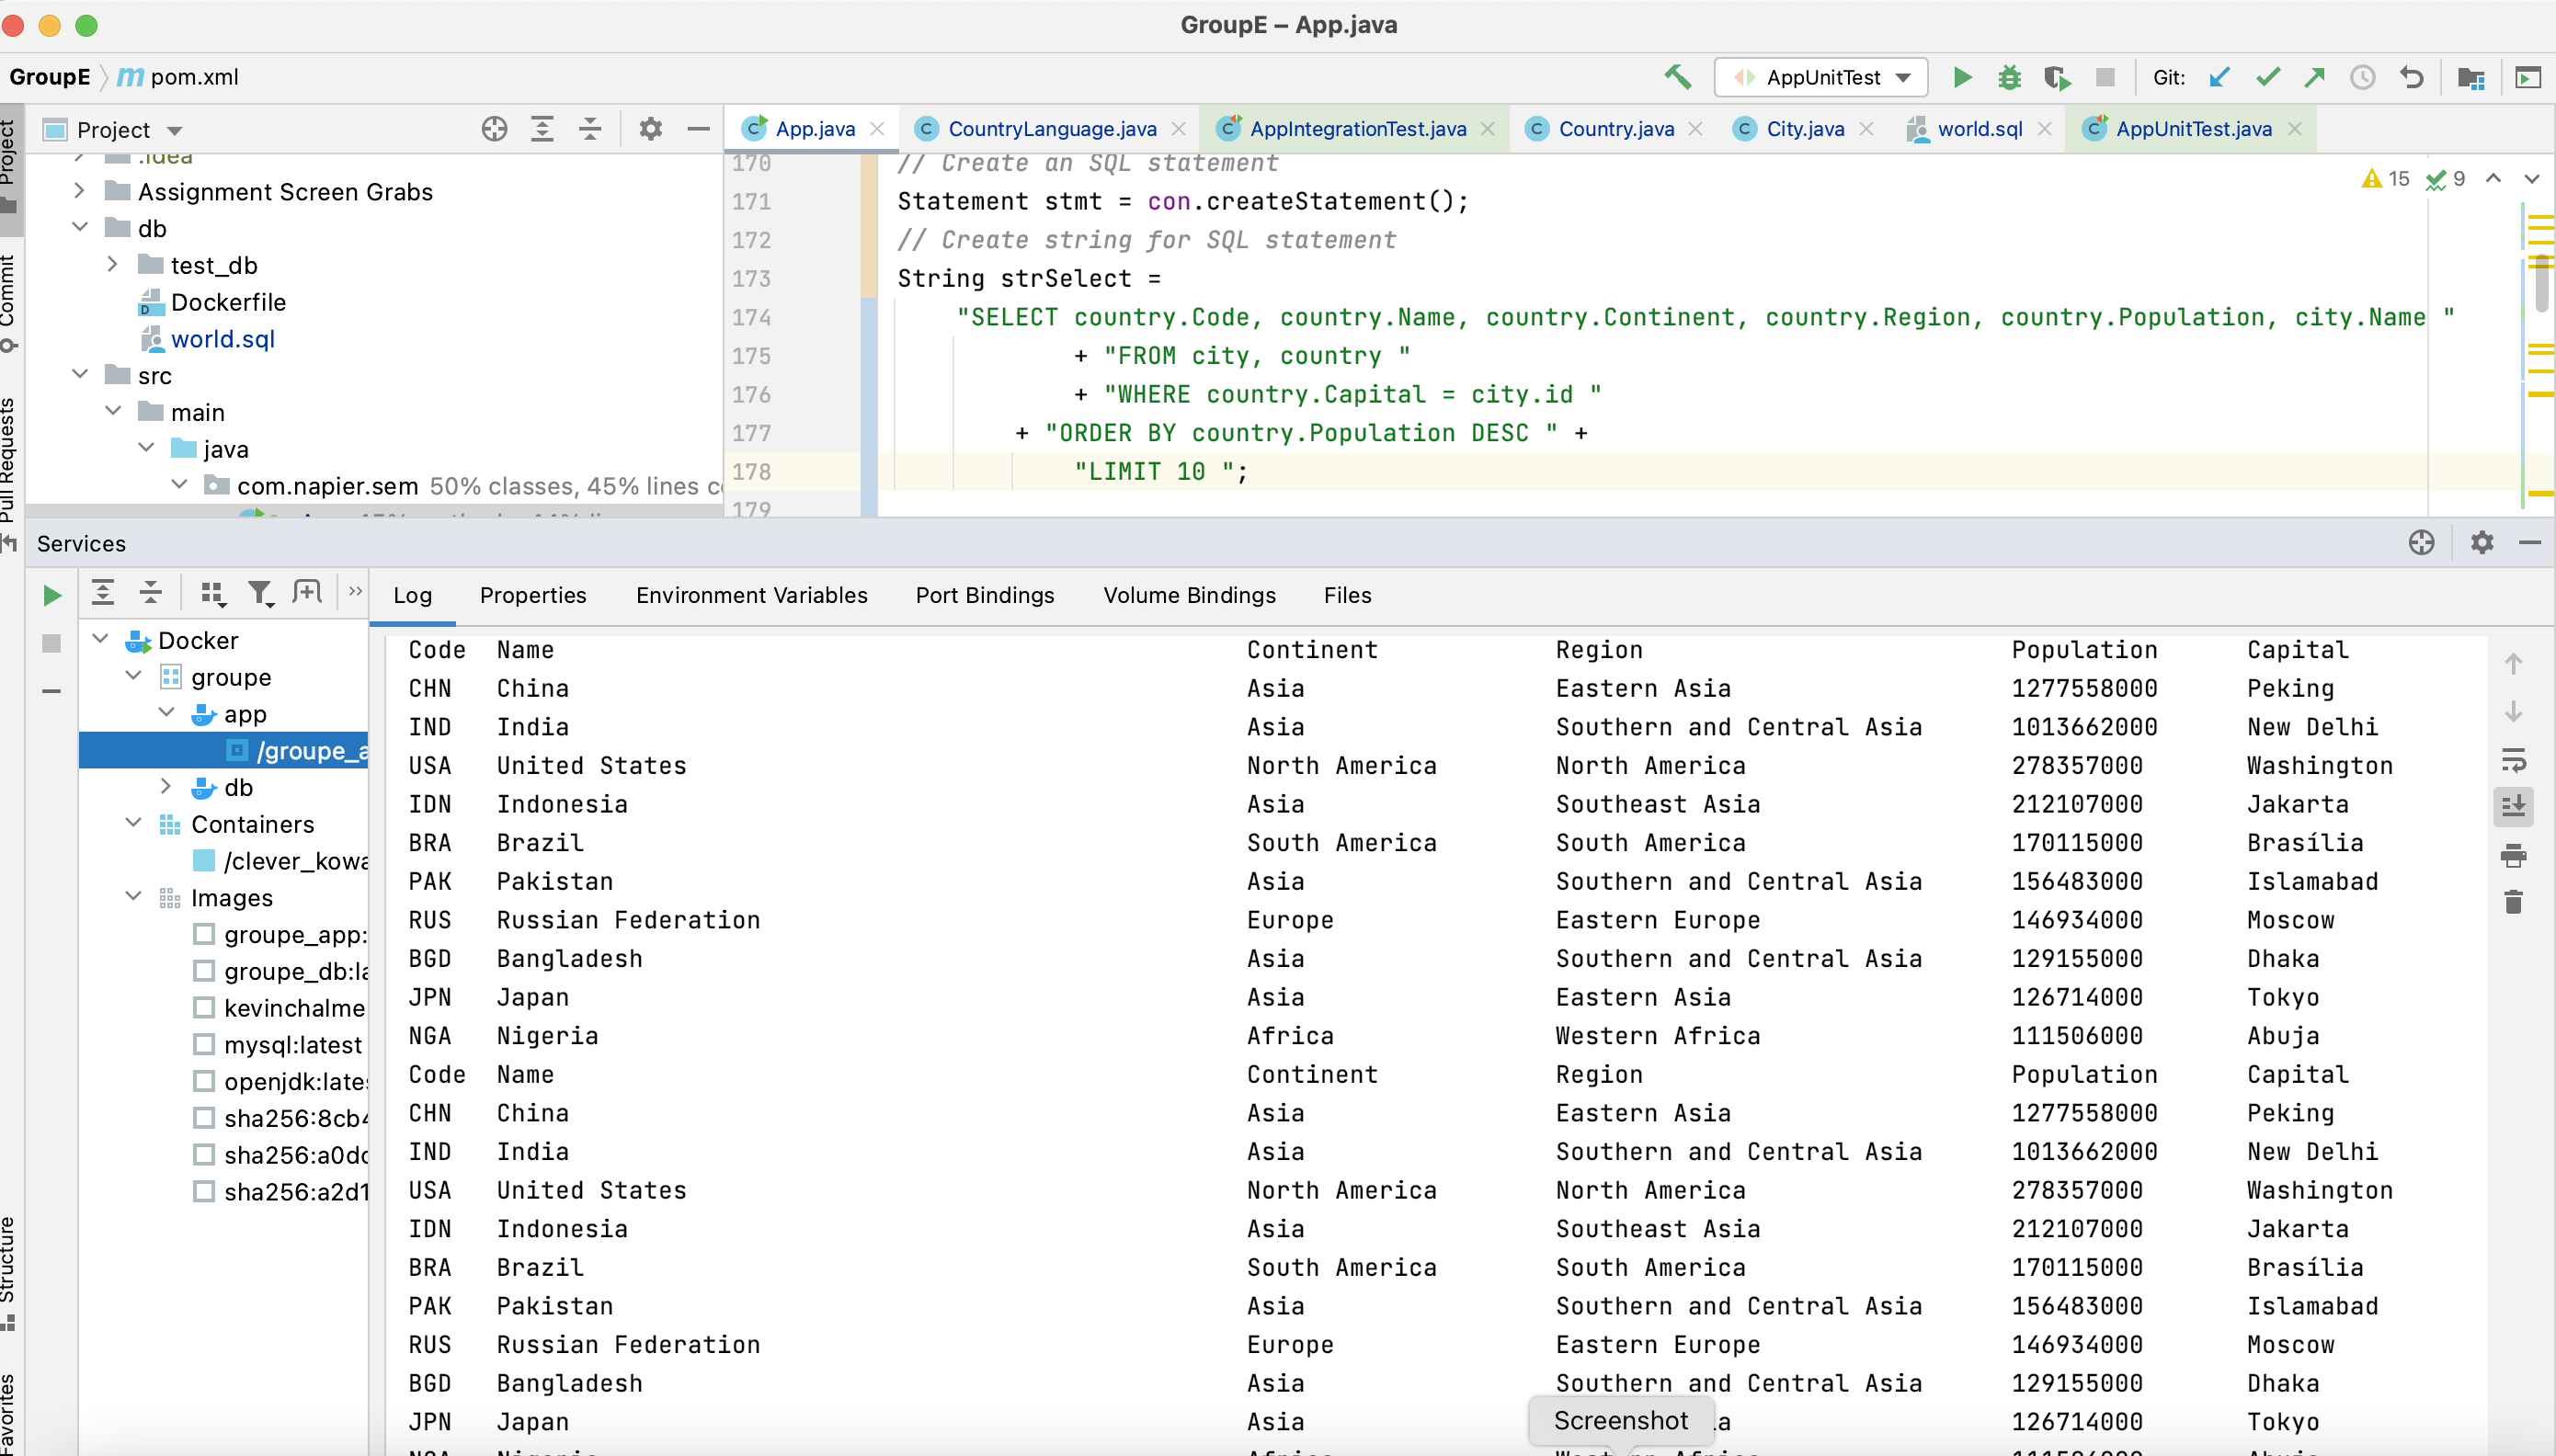 GroupE – App.java
GroupE
pom.xml
AppUnitTest
Git:
Project
Project
App.java
CountryLanguage.java
AppIntegrationTest.java
Country.java
City.java
world.sql
AppUnitTest.java
.idea
Assignment Screen Grabs
db
test_db
Dockerfile
world.sql
src
main
java
com.napier.sem 50% classes, 45% lines c
Commit
Pull Requests
170 // Create an SQL statement
171 Statement stmt = con.createStatement();
172 // Create string for SQL statement
173 String strSelect =
174 "SELECT country.Code, country.Name, country.Continent, country.Region, country.Population, city.Name "
175 + "FROM city, country "
176 + "WHERE country.Capital = city.id "
177 + "ORDER BY country.Population DESC " +
178 "LIMIT 10 ";
179
15 9
Services
Log Properties Environment Variables Port Bindings Volume Bindings Files
Docker
groupe
app
/groupe_a
db
Containers
/clever_kowa
Images
groupe_app:
groupe_db:la
kevinchalme
mysql:latest
openjdk:lates
sha256:8cb4
sha256:a0dc
sha256:a2d1
Structure
Favorites
Code Name Continent Region Population Capital
CHN China Asia Eastern Asia 1277558000 Peking
IND India Asia Southern and Central Asia 1013662000 New Delhi
USA United States North America North America 278357000 Washington
IDN Indonesia Asia Southeast Asia 212107000 Jakarta
BRA Brazil South America South America 170115000 Brasília
PAK Pakistan Asia Southern and Central Asia 156483000 Islamabad
RUS Russian Federation Europe Eastern Europe 146934000 Moscow
BGD Bangladesh Asia Southern and Central Asia 129155000 Dhaka
JPN Japan Asia Eastern Asia 126714000 Tokyo
NGA Nigeria Africa Western Africa 111506000 Abuja
Code Name Continent Region Population Capital
CHN China Asia Eastern Asia 1277558000 Peking
IND India Asia Southern and Central Asia 1013662000 New Delhi
USA United States North America North America 278357000 Washington
IDN Indonesia Asia Southeast Asia 212107000 Jakarta
BRA Brazil South America South America 170115000 Brasília
PAK Pakistan Asia Southern and Central Asia 156483000 Islamabad
RUS Russian Federation Europe Eastern Europe 146934000 Moscow
BGD Bangladesh Asia Southern and Central Asia 129155000 Dhaka
JPN Japan Asia a 126714000 Tokyo
Screenshot